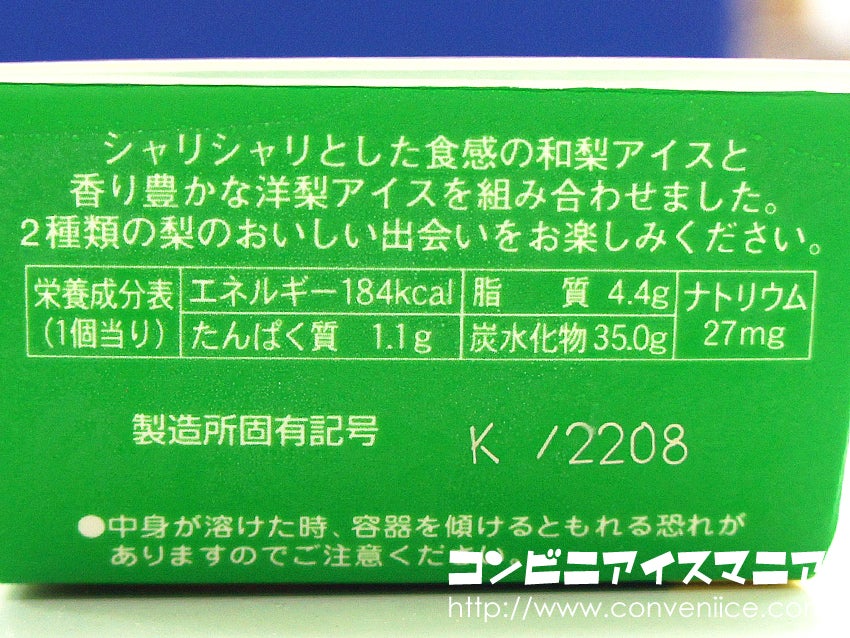 シャリシャリとした食感の和梨アイスと
香り豊かな洋梨アイスを組み合わせました。
2種類の梨のおいしい出会いをお楽しみください。
栄養成分表 エネルギー184kcal 脂 質 4.4g ナトリウム
(1個当り) たんぱく質 1.1g 炭水化物35.0g 27mg
製造所固有記号 K /2208
●中身が溶けた時、容器を傾けるともれる恐れが
ありますのでご注意ください。
コンビニアイスマニア
http://www.conveniice.com